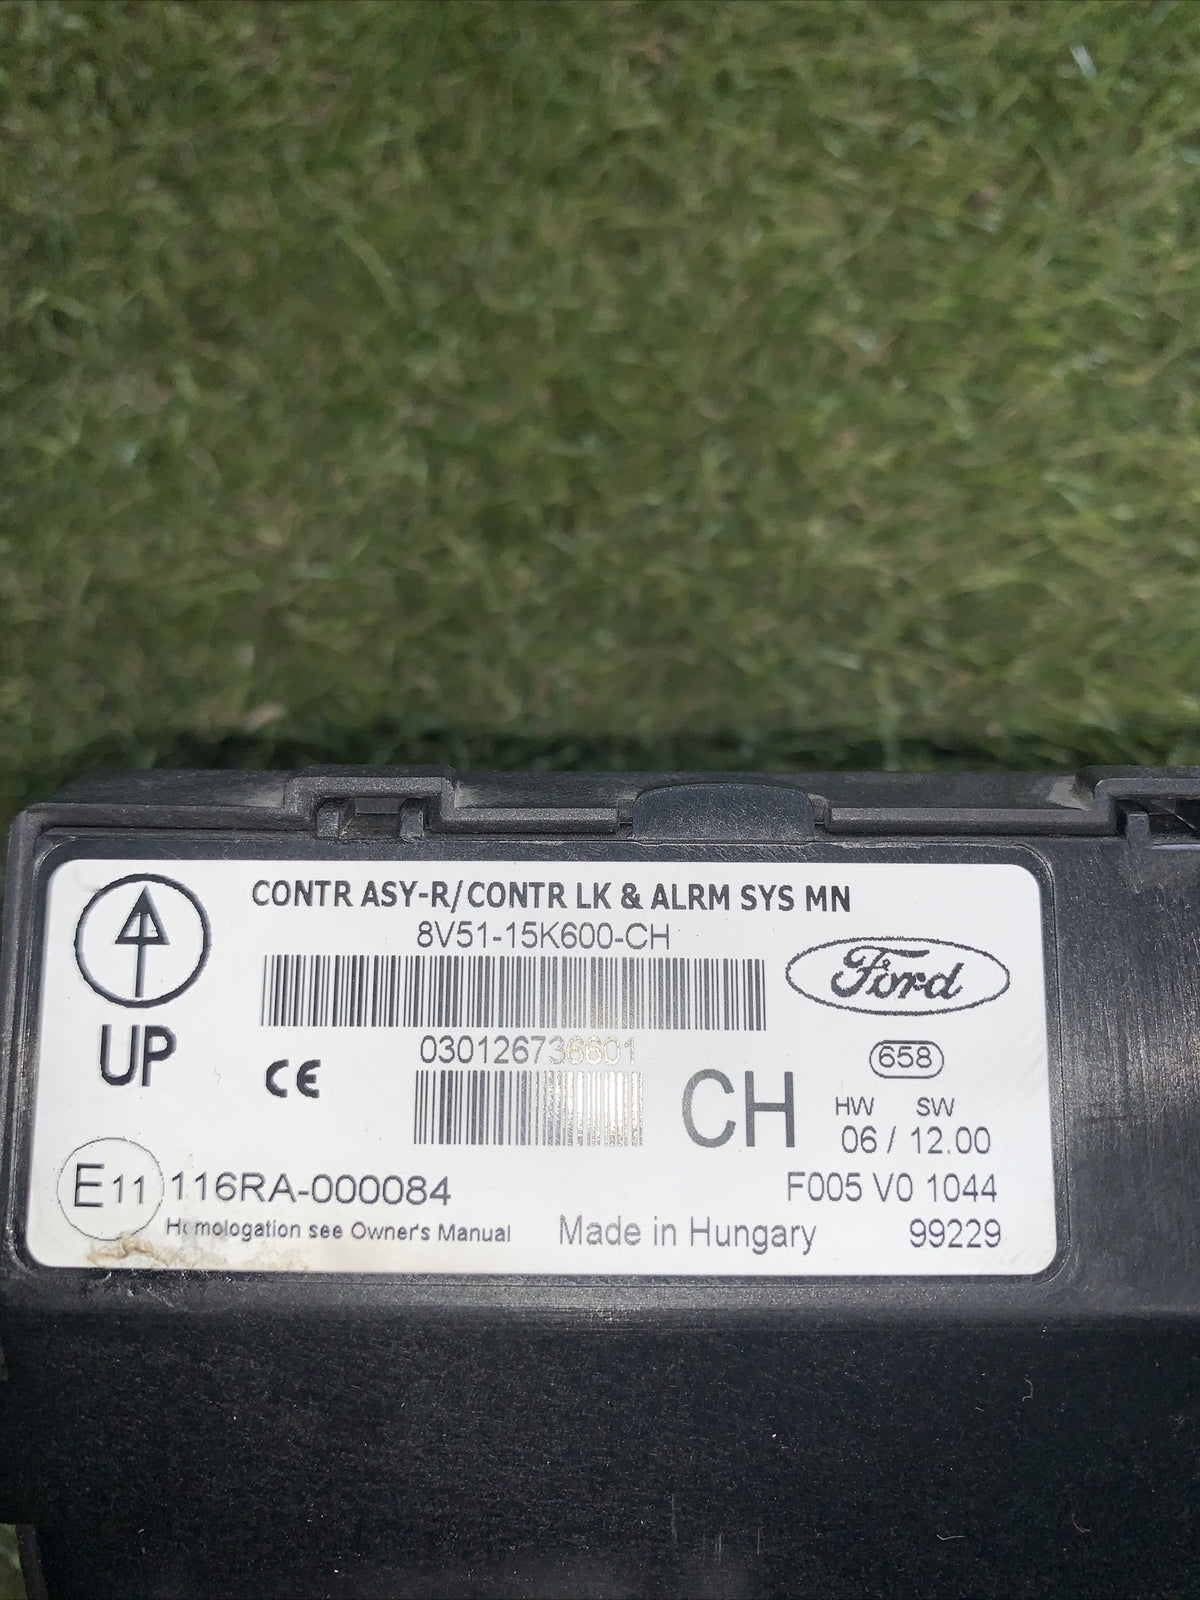 CONTR ASY-R/CONTR LK & ALRM SYS MN
8V51-15K600-CH
Ford
UP
CE
030126736601
CH
658
HW SW
06 / 12.00
E11 116RA-000084
F005 V0 1044
Homologation see Owner's Manual
Made in Hungary
99229